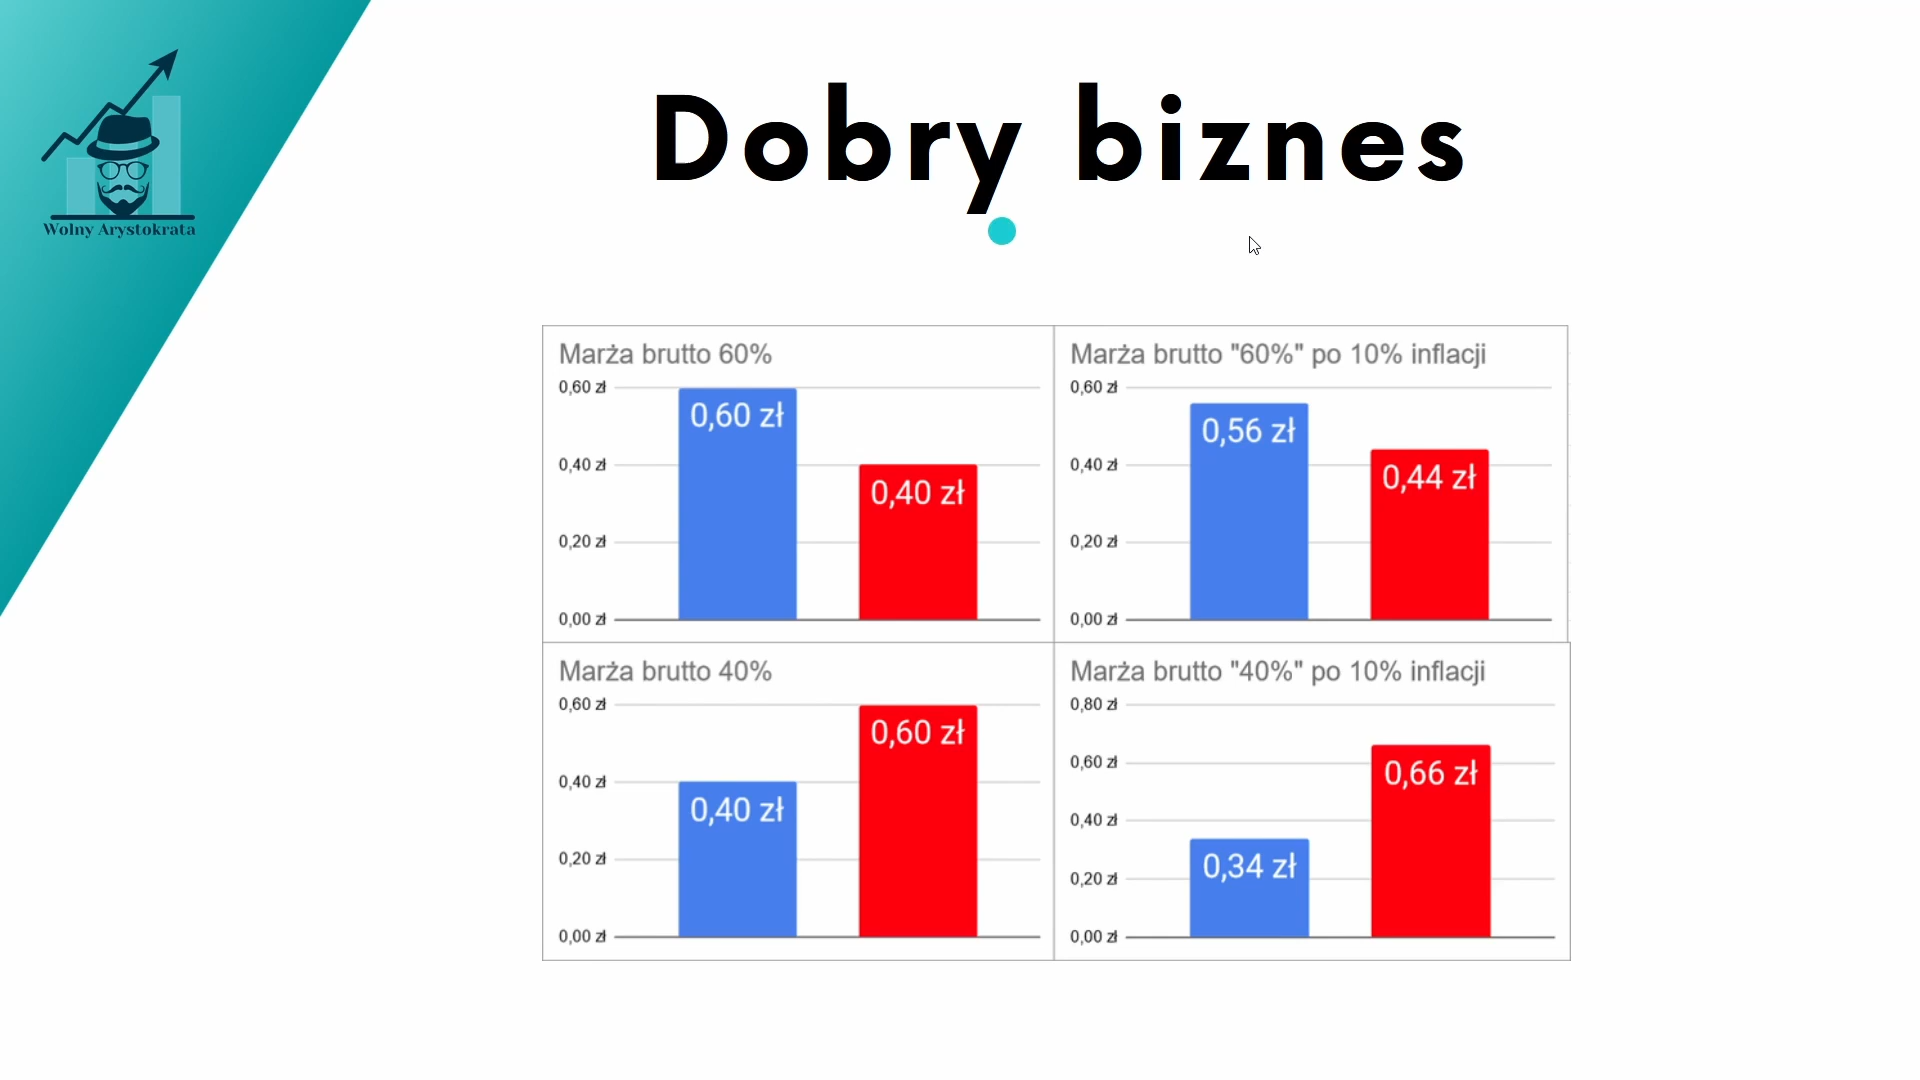 Wolny Arystokrata
Dobry biznes
Marża brutto 60%
0,60 zł
0,40 zł
0,20 zł
0,00 zł
0,60 zł
0,40 zł
Marża brutto "60%" po 10% inflacji
0,60 zł
0,40 zł
0,20 zł
0,00 zł
0,56 zł
0,44 zł
Marża brutto 40%
0,60 zł
0,40 zł
0,20 zł
0,00 zł
0,40 zł
0,60 zł
Marża brutto "40%" po 10% inflacji
0,80 zł
0,60 zł
0,40 zł
0,20 zł
0,00 zł
0,34 zł
0,66 zł